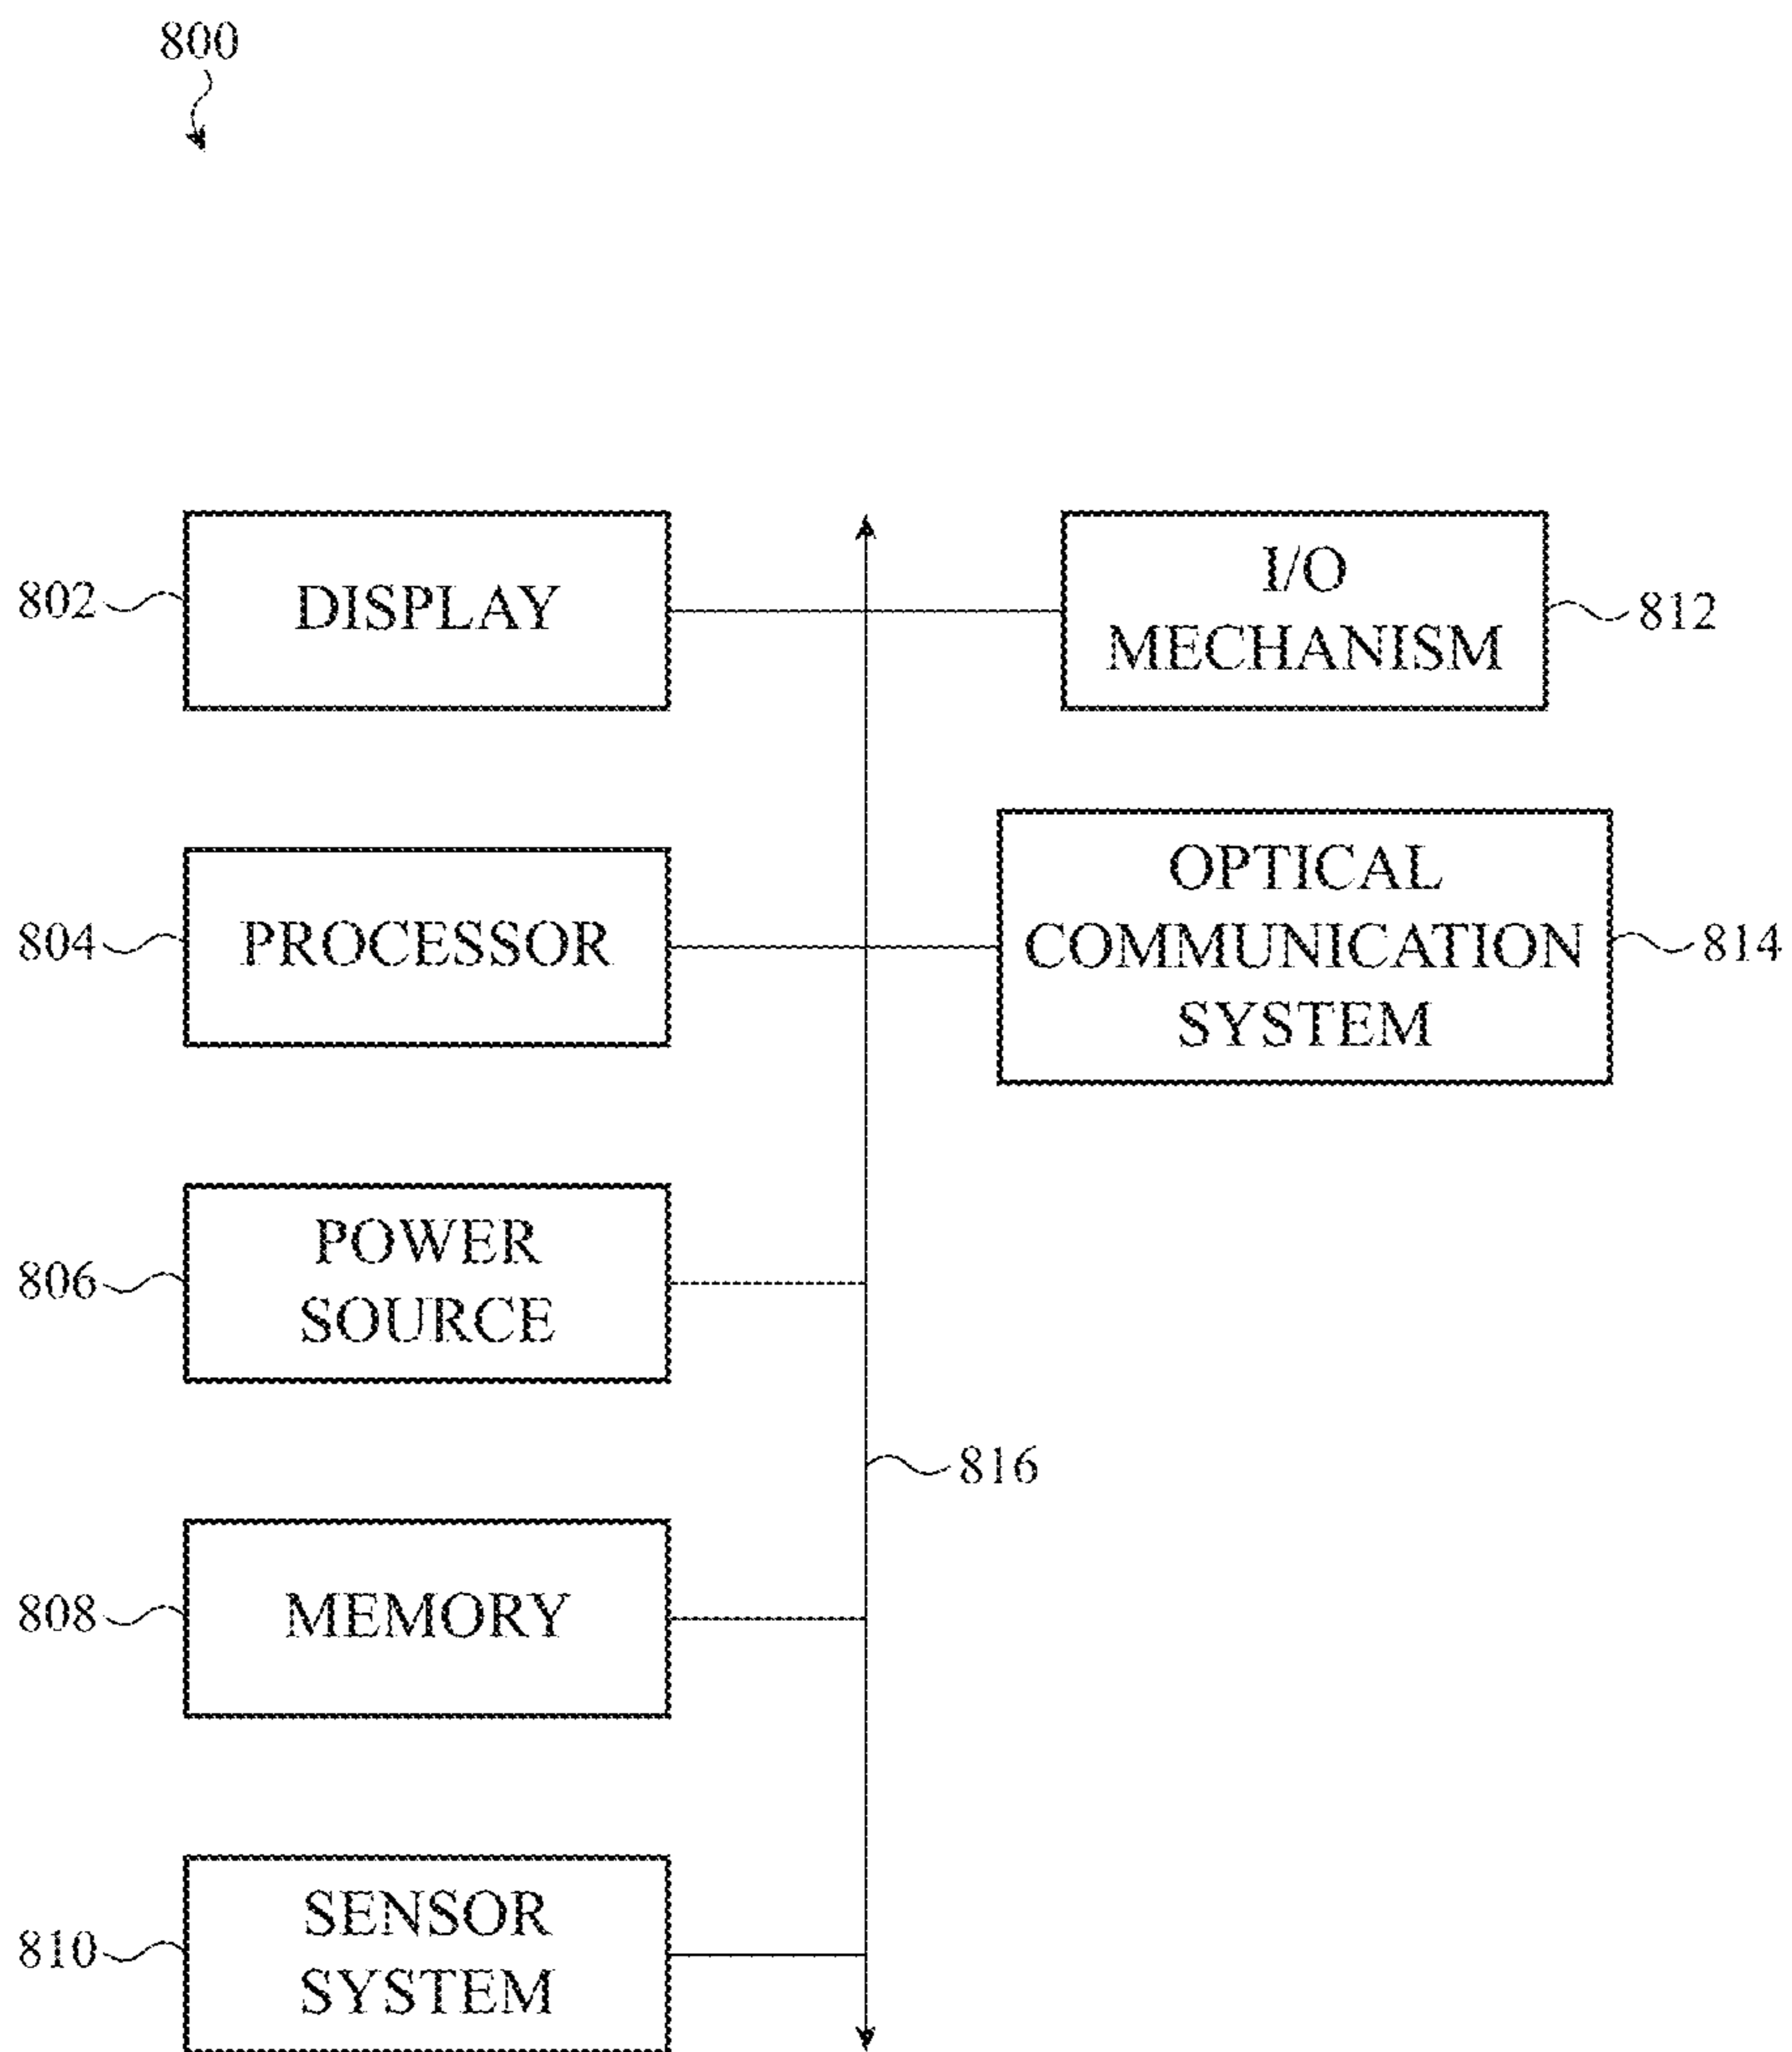 800
802
DISPLAY
I/O
MECHANISM
812
804
PROCESSOR
OPTICAL
COMMUNICATION
SYSTEM
814
806
POWER
SOURCE
816
808
MEMORY
810
SENSOR
SYSTEM